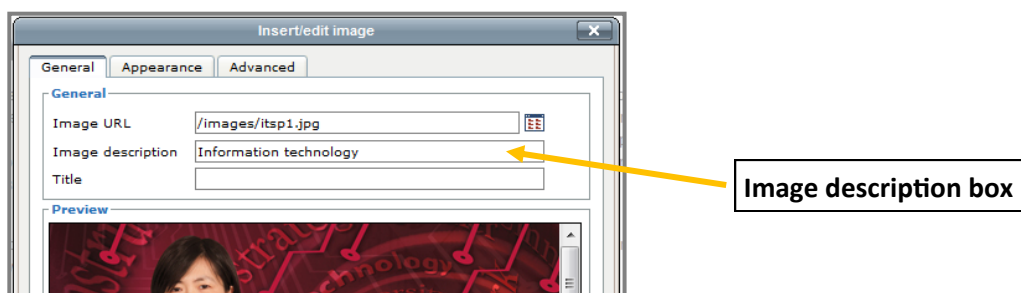 Insert/edit image
General Appearance Advanced
General
Image URL /images/itsp1.jpg
Image description Information technology
Title
Image description box
Preview